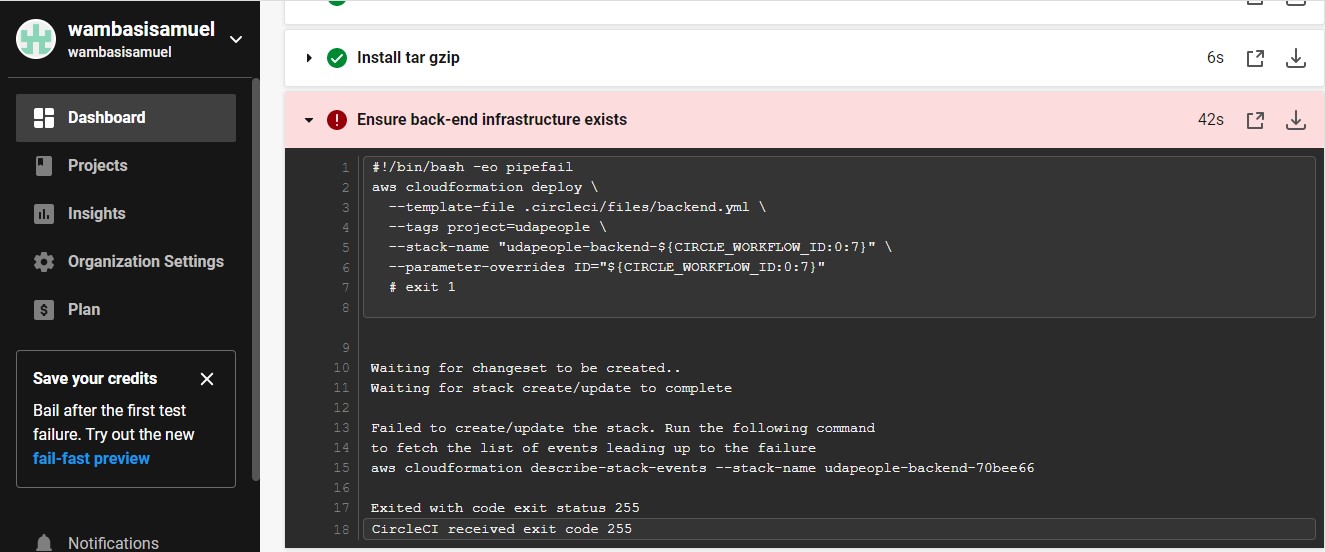 wambasisamuel
wambasisamuel
Dashboard
Projects
Insights
Organization Settings
Plan
Save your credits
Bail after the first test
failure. Try out the new
fail-fast preview
Notifications
Install tar gzip
6s
Ensure back-end infrastructure exists
42s
1 #!/bin/bash -eo pipefail
2 aws cloudformation deploy \
3 --template-file .circleci/files/backend.yml \
4 --tags project=udapeople \
5 --stack-name "udapeople-backend-${CIRCLE_WORKFLOW_ID:0:7}" \
6 --parameter-overrides ID="${CIRCLE_WORKFLOW_ID:0:7}"
7 # exit 1
8
9
10 Waiting for changeset to be created..
11 Waiting for stack create/update to complete
12
13 Failed to create/update the stack. Run the following command
14 to fetch the list of events leading up to the failure
15 aws cloudformation describe-stack-events --stack-name udapeople-backend-70bee66
16
17 Exited with code exit status 255
18 CircleCI received exit code 255